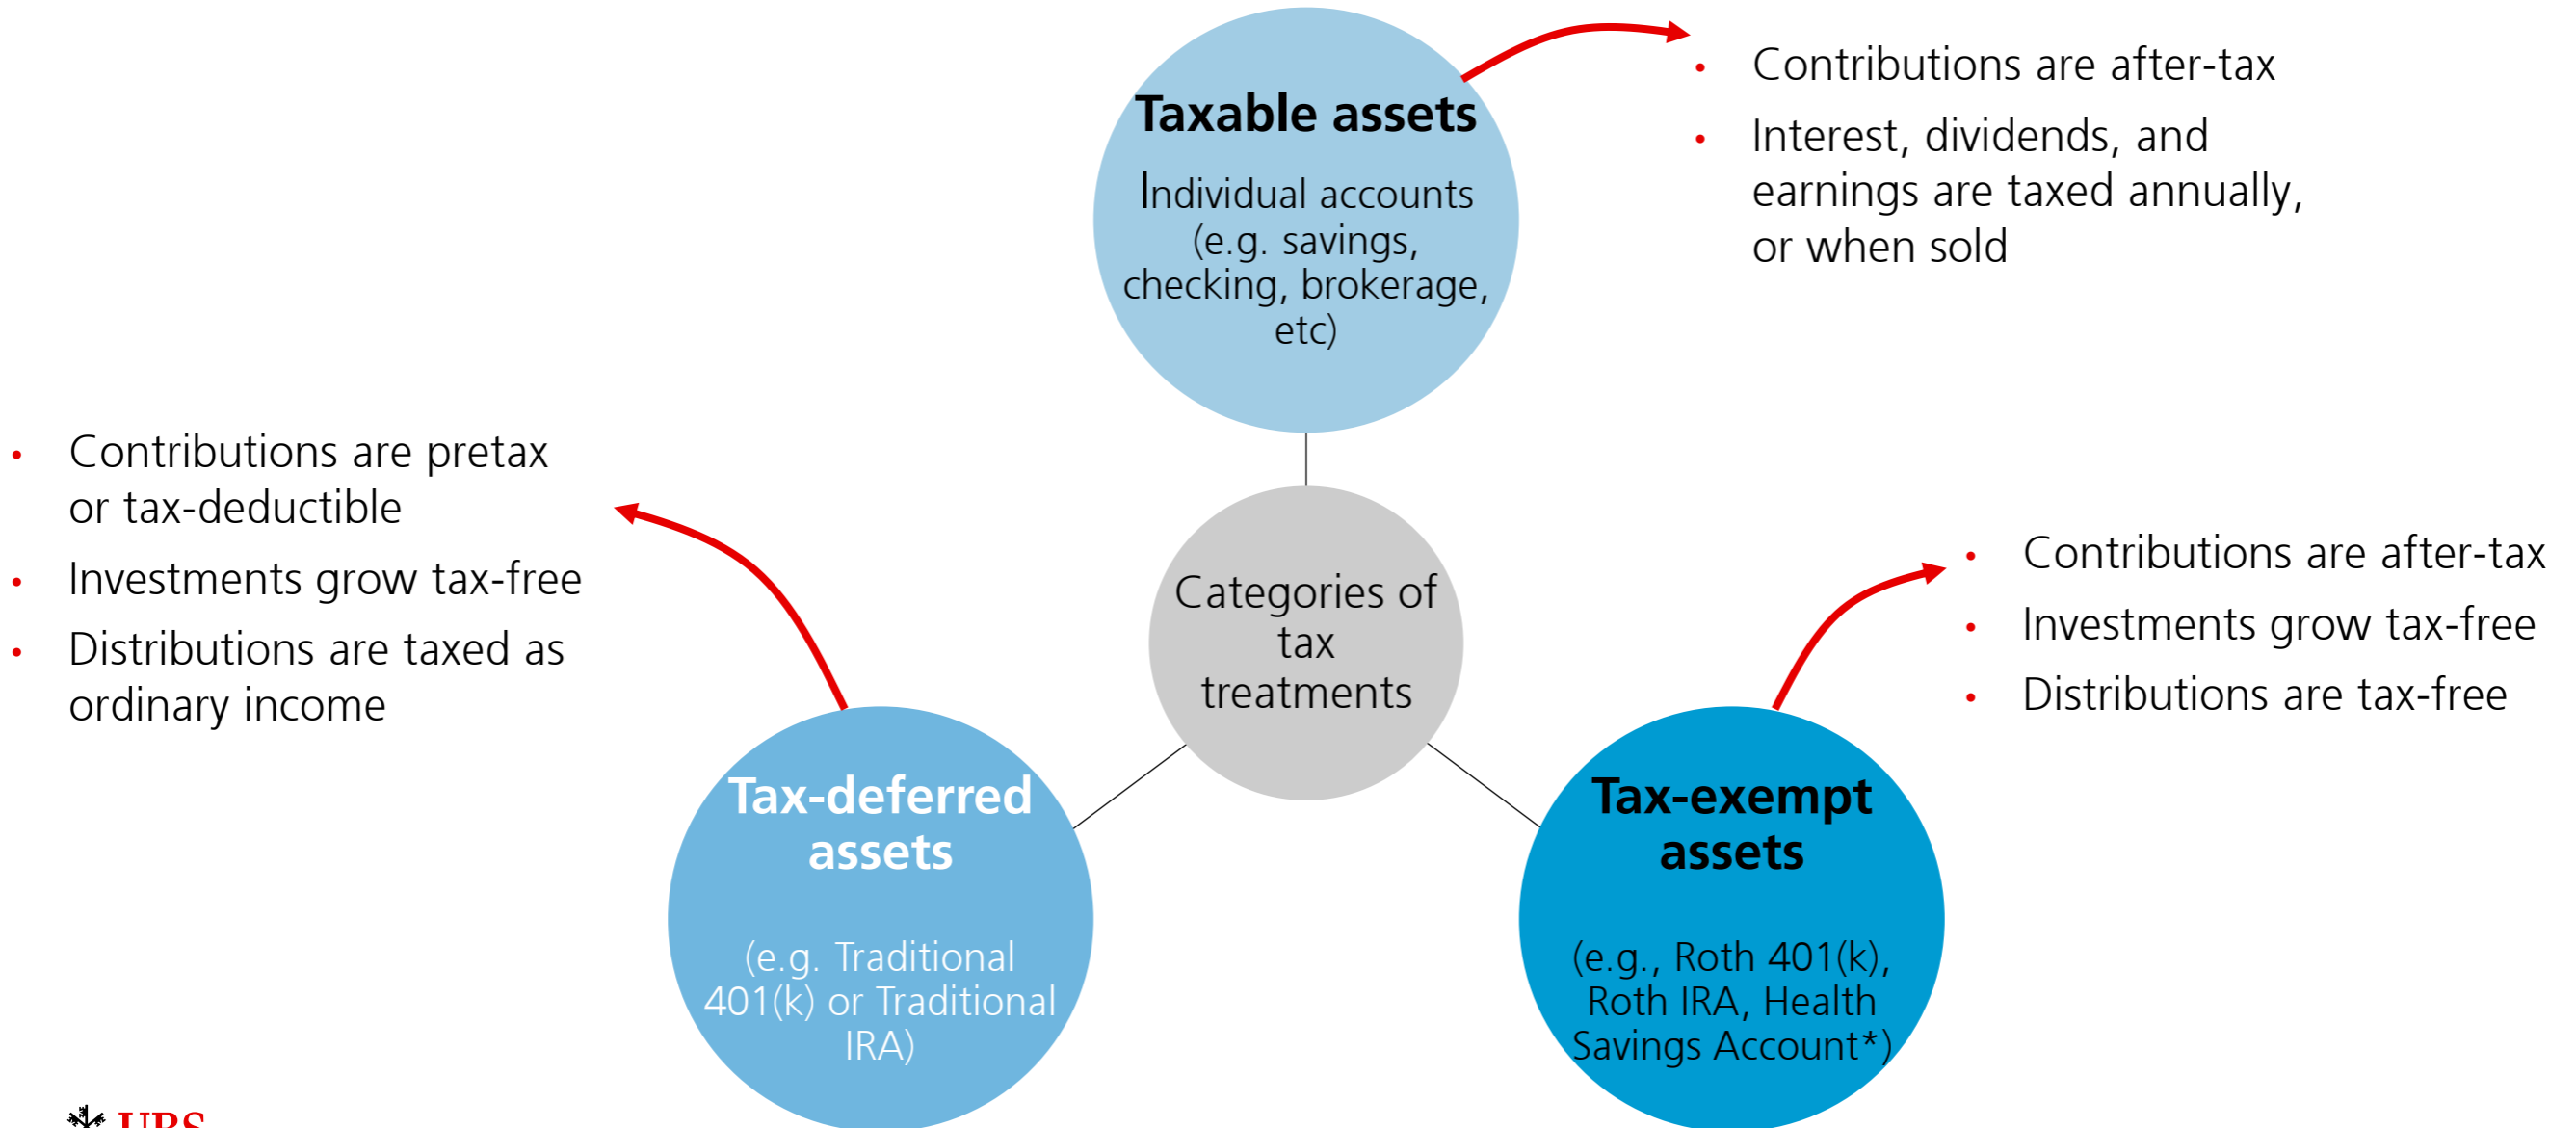 Taxable assets
Individual accounts
(e.g. savings,
checking, brokerage,
etc)
• Contributions are after-tax
• Interest, dividends, and
earnings are taxed annually,
or when sold
• Contributions are pretax
or tax-deductible
• Investments grow tax-free
• Distributions are taxed as
ordinary income
Categories of
tax
treatments
• Contributions are after-tax
• Investments grow tax-free
• Distributions are tax-free
Tax-deferred
assets
(e.g. Traditional
401(k) or Traditional
IRA)
Tax-exempt
assets
(e.g., Roth 401(k),
Roth IRA, Health
Savings Account*)
UBS